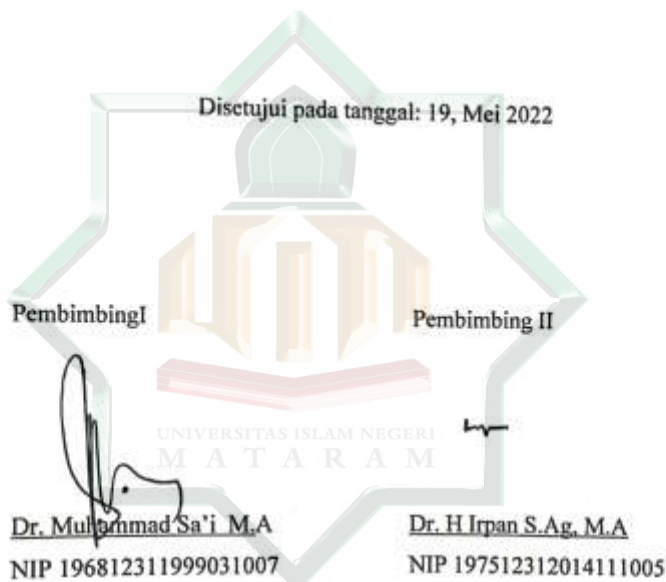 Disetujui pada tanggal: 19, Mei 2022
PembimbingI
Pembimbing II
UNIVERSITAS ISLAM NEGERI
MATARAM
Dr. Muhammad Sa'i M,A
Dr. H Irpan S.Ag, M.A
NIP 196812311999031007
NIP 197512312014111005